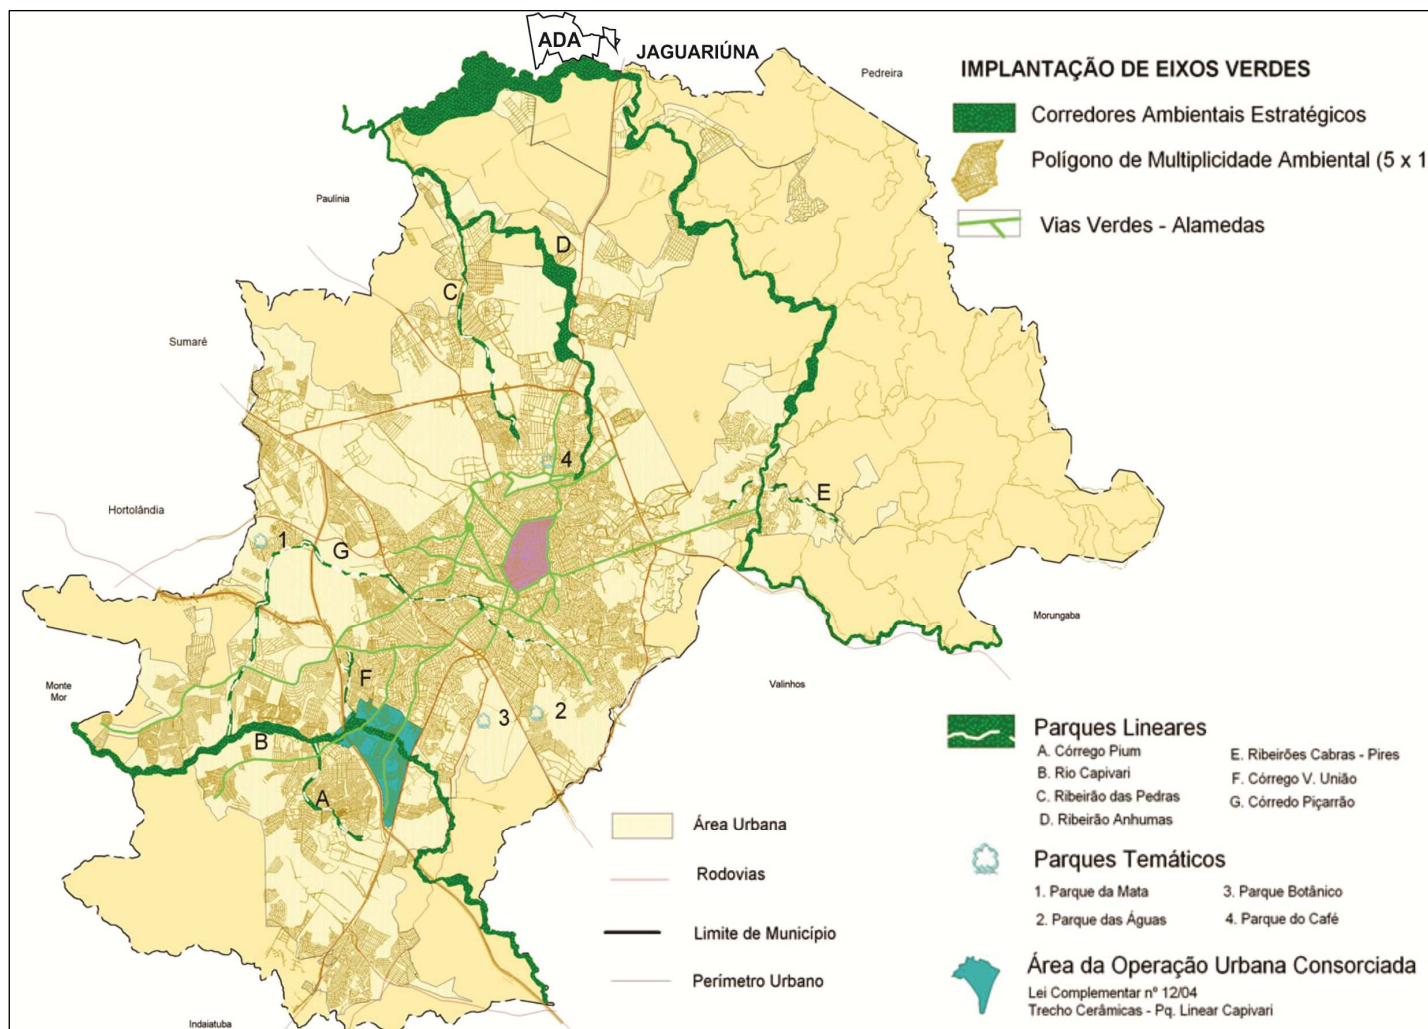 ADA
JAGUARIÚNA
Pedreira
IMPLANTAÇÃO DE EIXOS VERDES
Corredores Ambientais Estratégicos
Polígono de Multiplicidade Ambiental (5 x 1
Vias Verdes - Alamedas
Paulínia
D
C
Sumaré
4
E
Hortolândia
1
G
Morungaba
Monte
Mor
F
Valinhos
3
2
B
A
Parques Lineares
A. Córrego Pium
B. Rio Capivari
C. Ribeirão das Pedras
D. Ribeirão Anhumas
E. Ribeirões Cabras - Pires
F. Córrego V. União
G. Córredo Piçarrão
Área Urbana
Rodovias
Limite de Município
Perímetro Urbano
Parques Temáticos
1. Parque da Mata
2. Parque das Águas
3. Parque Botânico
4. Parque do Café
Área da Operação Urbana Consorciada
Lei Complementar nº 12/04
Trecho Cerâmicas - Pq. Linear Capivari
Indaiatuba